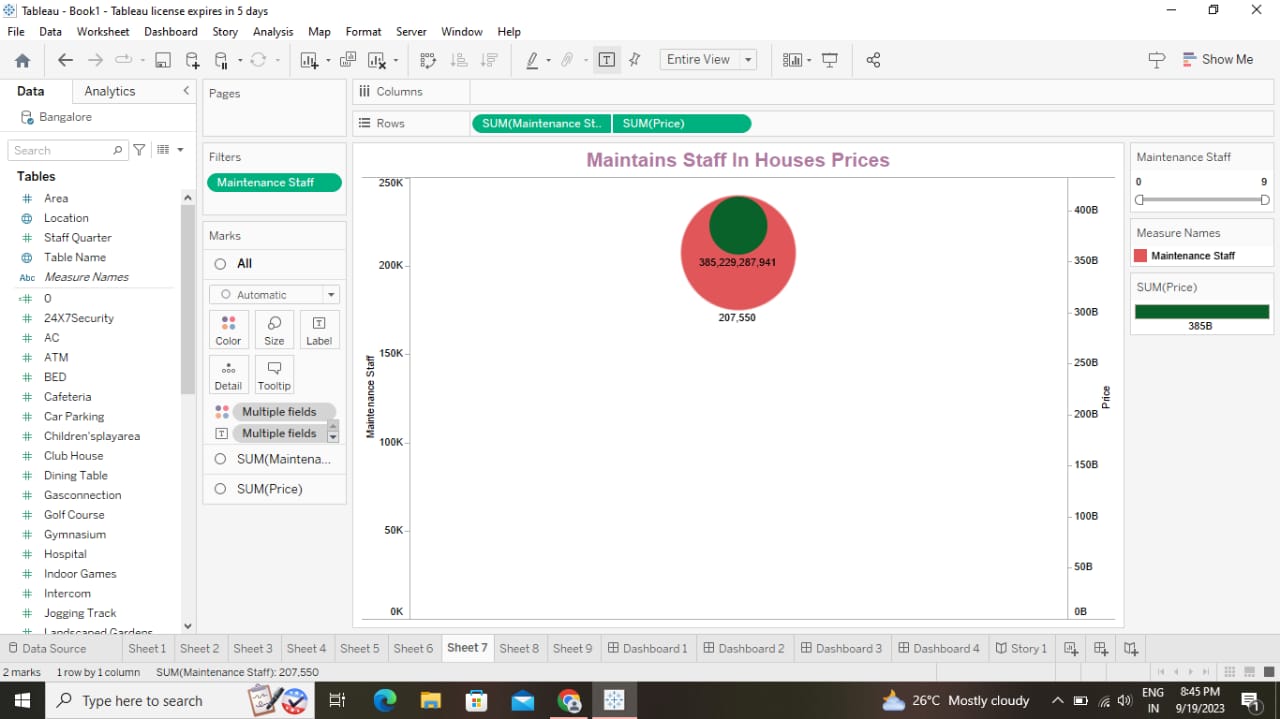 Tableau - Book1 - Tableau license expires in 5 days
File Data Worksheet Dashboard Story Analysis Map Format Server Window Help
Entire View
Show Me
Data Analytics
Bangalore
Search
Tables
Area
Location
Staff Quarter
Table Name
Abc Measure Names
0
24X7Security
AC
ATM
BED
Cafeteria
Car Parking
Children'splayarea
Club House
Dining Table
Gasconnection
Golf Course
Gymnasium
Hospital
Indoor Games
Intercom
Jogging Track
Landscaped Gardens
Pages
Filters
Maintenance Staff
Marks
All
Automatic
Color Size Label
Detail Tooltip
Multiple fields
Multiple fields
SUM(Maintena...
SUM(Price)
Columns
Rows SUM(Maintenance St.. SUM(Price)
Maintains Staff In Houses Prices
Maintenance Staff
250K
200K
150K
100K
50K
0K
385,229,287,941
207,550
400B
350B
300B
250B
200B
150B
100B
50B
0B
Price
Maintenance Staff
0 9
Measure Names
Maintenance Staff
SUM(Price)
385B
Data Source Sheet 1 Sheet 2 Sheet 3 Sheet 4 Sheet 5 Sheet 6 Sheet 7 Sheet 8 Sheet 9 Dashboard 1 Dashboard 2 Dashboard 3 Dashboard 4 Story 1
2 marks 1 row by 1 column SUM(Maintenance Staff): 207,550
Type here to search
26°C Mostly cloudy
ENG
IN
8:45 PM
9/19/2023
1